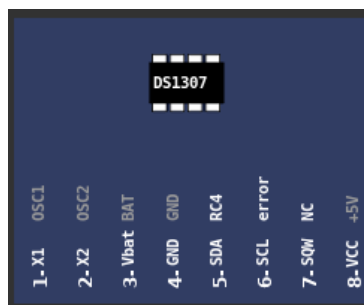 DS1307
1-X1 OSC1
2-X2 OSC2
3-Vbat BAT
4-GND GND
5-SDA RC4
6-SCL error
7-SQW NC
8-VCC +5V